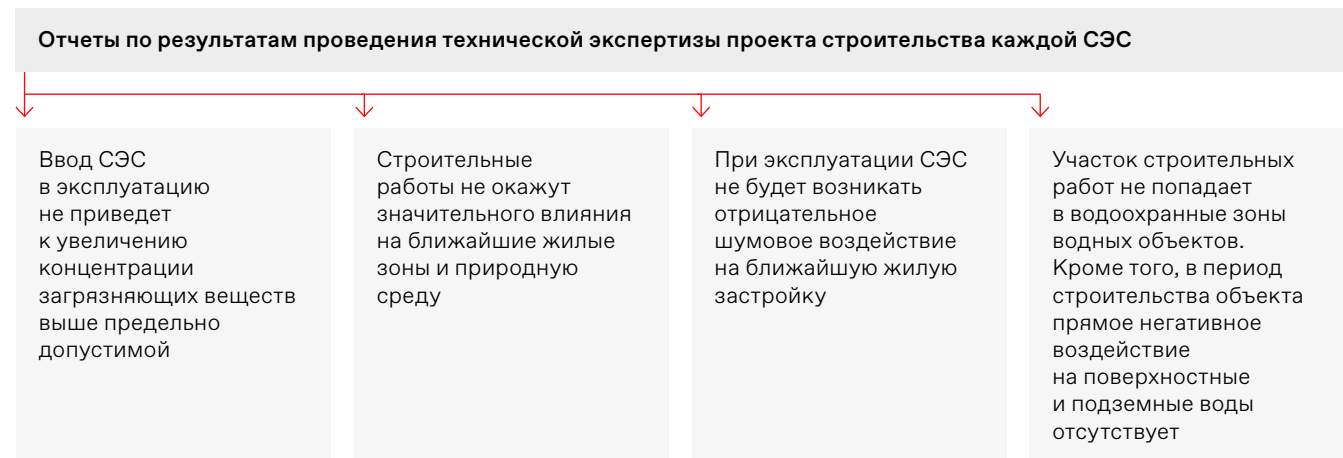 Отчеты по результатам проведения технической экспертизы проекта строительства каждой СЭС
Ввод СЭС
в эксплуатацию
не приведет
к увеличению
концентрации
загрязняющих веществ
выше предельно
допустимой
Строительные
работы не окажут
значительного влияния
на ближайшие жилые
зоны и природную
среду
При эксплуатации СЭС
не будет возникать
отрицательное
шумовое воздействие
на ближайшую жилую
застройку
Участок строительных
работ не попадает
в водоохранные зоны
водных объектов.
Кроме того, в период
строительства объекта
прямое негативное
воздействие
на поверхностные
и подземные воды
отсутствует